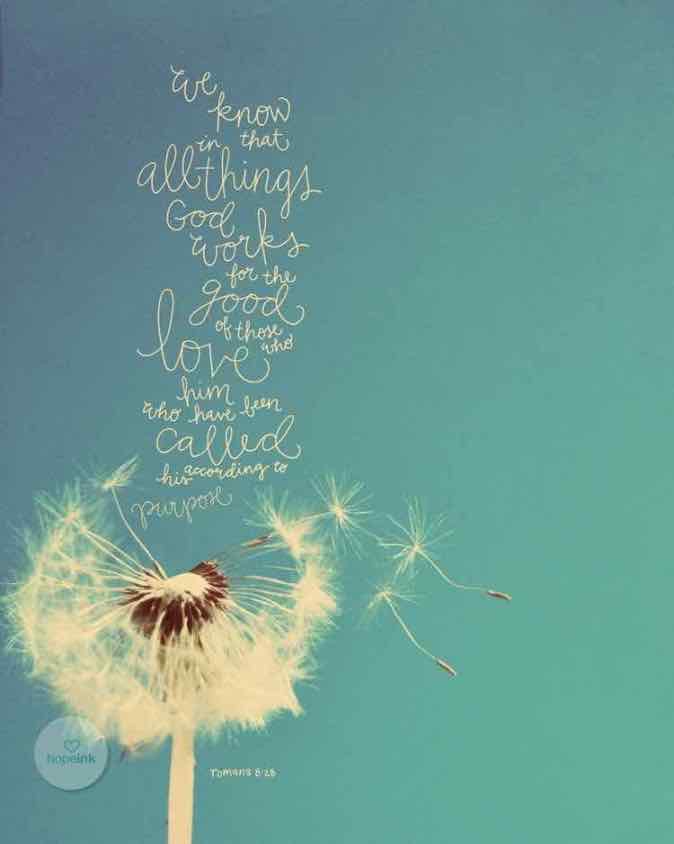 we
know
in that
all things
God
works
for the
good
of those
who
love
him
who have been
called
according to
his
purpose
romans 8:28
hopeink